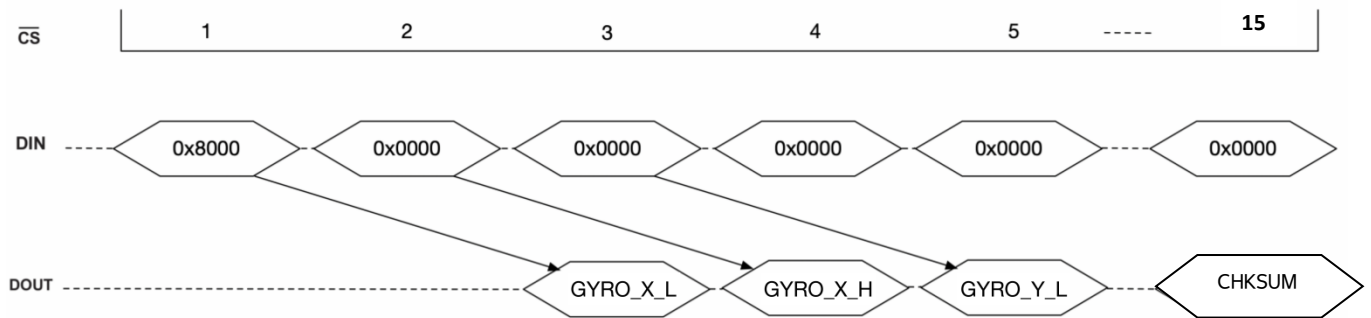 CS 1 2 3 4 5 ----- 15
DIN 0x8000 0x0000 0x0000 0x0000 0x0000 0x0000
DOUT GYRO_X_L GYRO_X_H GYRO_Y_L CHKSUM